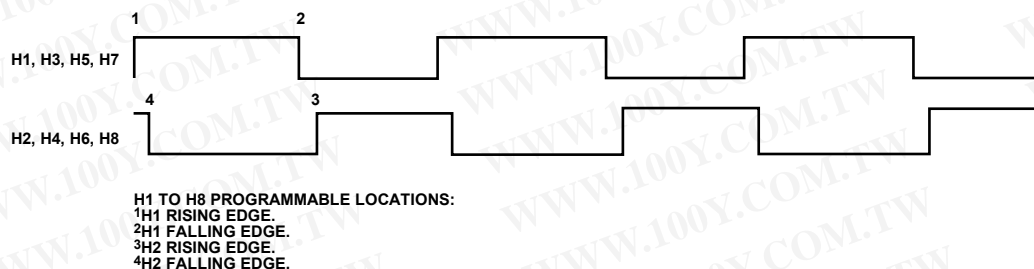 1 2
H1, H3, H5, H7
4 3
H2, H4, H6, H8
H1 TO H8 PROGRAMMABLE LOCATIONS:
1H1 RISING EDGE.
2H1 FALLING EDGE.
3H2 RISING EDGE.
4H2 FALLING EDGE.
WWW.100Y.COM.TW